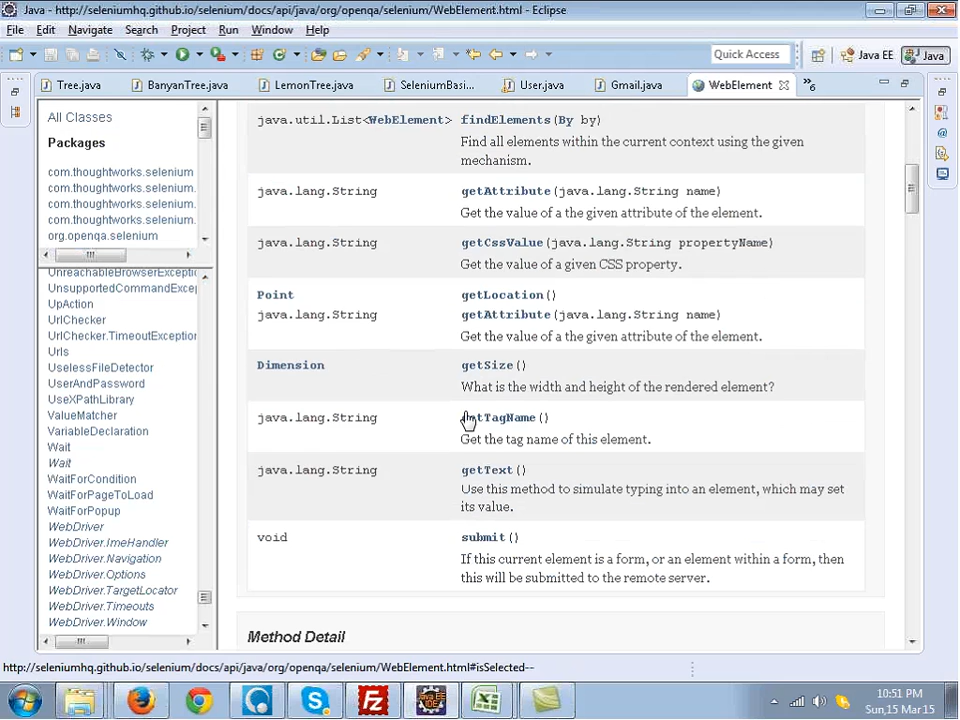 Java - http://seleniumhq.github.io/selenium/docs/api/java/org/openqa/selenium/WebElement.html - Eclipse
File Edit Navigate Search Project Run Window Help
Quick Access
Java EE
Java
Tree.java
BanyanTree.java
LemonTree.java
SeleniumBasi...
User.java
Gmail.java
WebElement
»6
All Classes
Packages
com.thoughtworks.selenium
com.thoughtworks.selenium.
com.thoughtworks.selenium.
com.thoughtworks.selenium.
org.openqa.selenium
UnreachableBrowserExceptio
UnsupportedCommandExcep
UpAction
UrlChecker
UrlChecker.TimeoutException
Urls
UselessFileDetector
UserAndPassword
UseXPathLibrary
ValueMatcher
VariableDeclaration
Wait
Wait
WaitForCondition
WaitForPageToLoad
WaitForPopup
WebDriver
WebDriver.ImeHandler
WebDriver.Navigation
WebDriver.Options
WebDriver.TargetLocator
WebDriver.Timeouts
WebDriver.Window
java.util.List<WebElement> findElements(By by)
Find all elements within the current context using the given
mechanism.
java.lang.String getAttribute(java.lang.String name)
Get the value of a the given attribute of the element.
java.lang.String getCssValue(java.lang.String propertyName)
Get the value of a given CSS property.
Point getLocation()
java.lang.String getAttribute(java.lang.String name)
Get the value of a the given attribute of the element.
Dimension getSize()
What is the width and height of the rendered element?
java.lang.String tTagName()
Get the tag name of this element.
java.lang.String getText()
Use this method to simulate typing into an element, which may set
its value.
void submit()
If this current element is a form, or an element within a form, then
this will be submitted to the remote server.
Method Detail
http://seleniumhq.github.io/selenium/docs/api/java/org/openqa/selenium/WebElement.html#isSelected--
10:51 PM
Sun,15 Mar 15